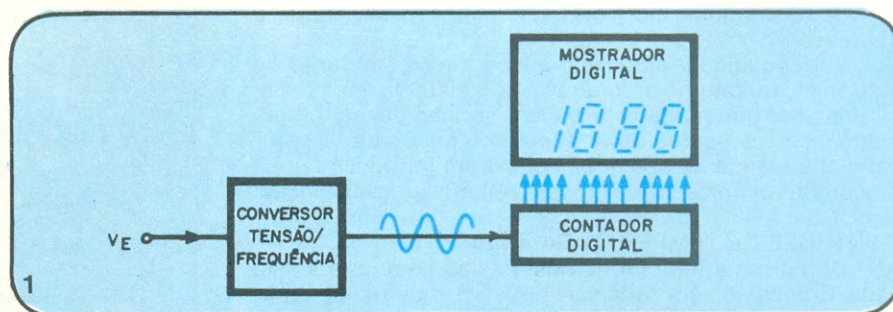 MOSTRADOR
DIGITAL
1888
VE
CONVERSOR
TENSÃO/
FREQUÊNCIA
CONTADOR
DIGITAL
1